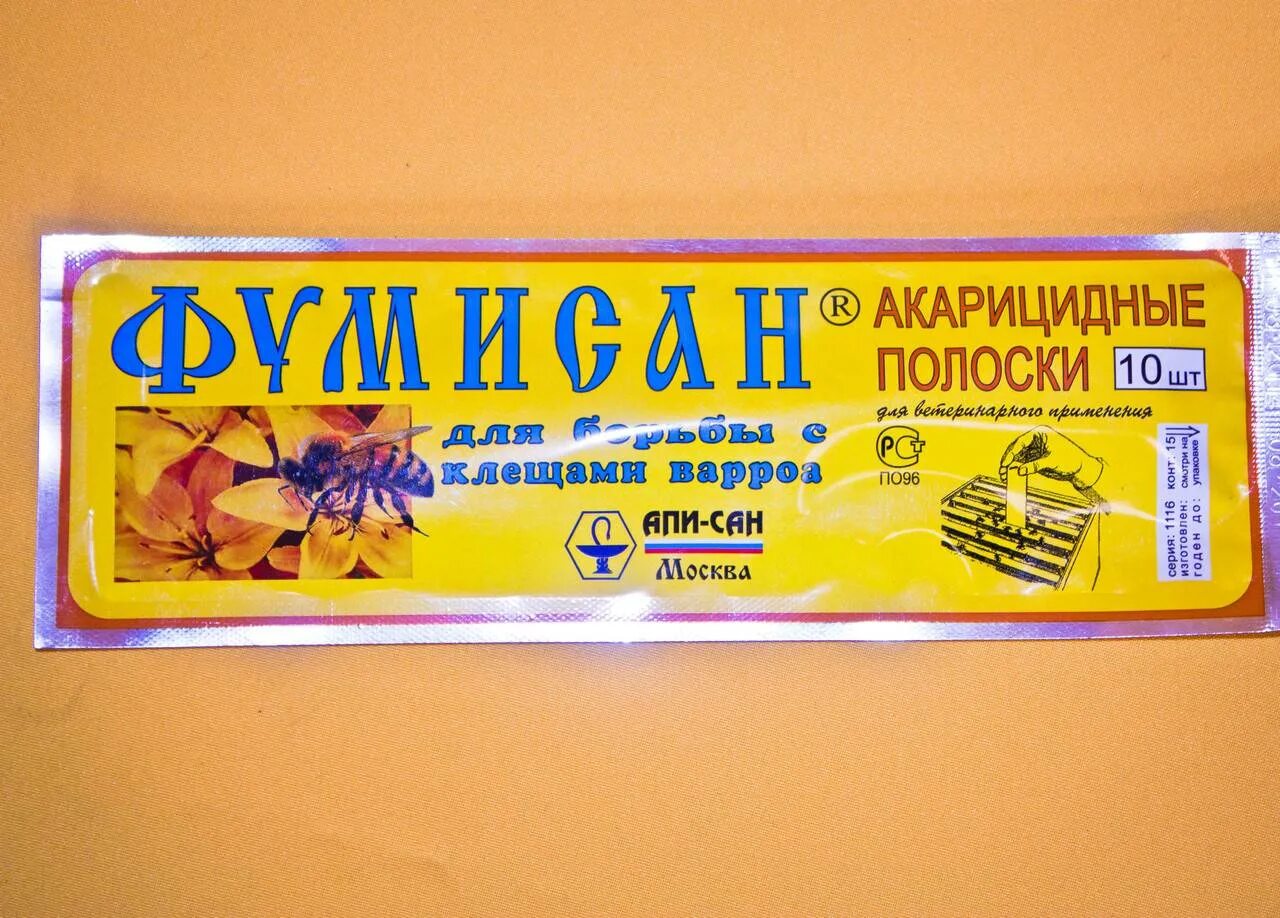 ФУМИСАН®
для борьбы с
клещами варроа
АПИ-САН
Москва
АКАРИЦИДНЫЕ
ПОЛОСКИ 10 шт
для ветеринарного применения
РСТ
ПО96
серия: 1116 конт. 15
изготовлен: смотри на
годен до: упаковке